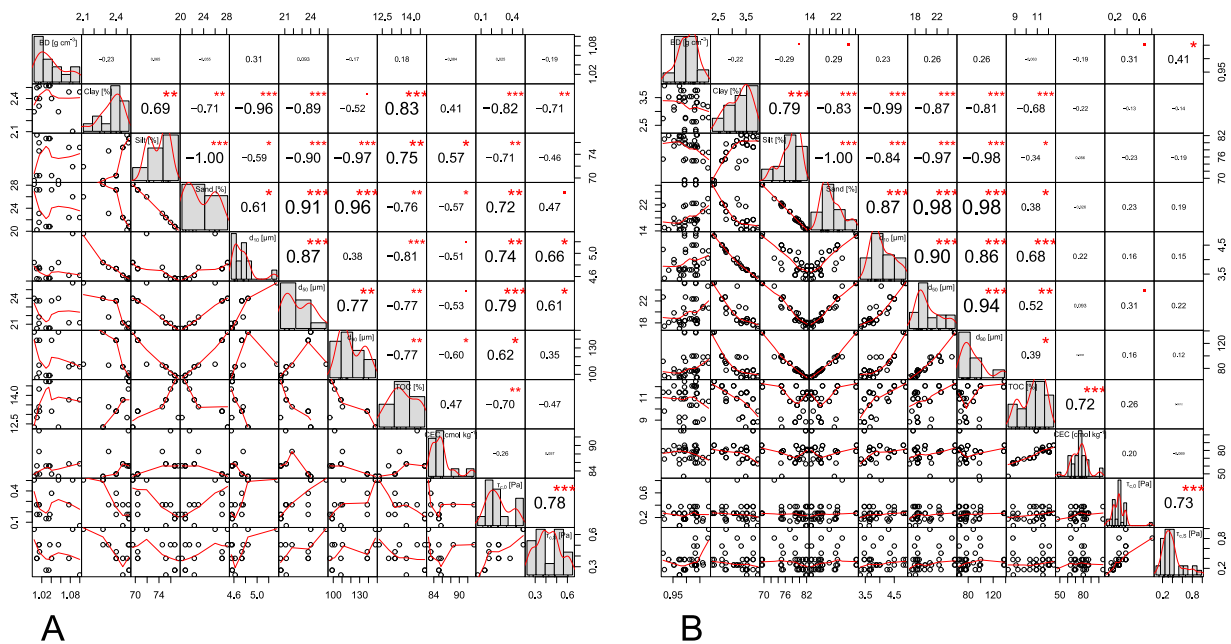 2.1 2.4 20 24 28 21 24 12.5 14.0 0.1 0.4
BD [g cm⁻³] −0.23 0.31 0.093 −0.17 0.18 −0.19 1.02 1.08
** ** *** *** . *** *** *
2.1 2.4 Clay [%] 0.69 −0.71 −0.96 −0.89 −0.52 0.83 0.41 −0.82 −0.71
*** * *** *** ** * **
Silt [%] −1.00 −0.59 −0.90 −0.97 0.75 0.57 −0.71 −0.46 70 74
* *** *** ** * ** .
20 24 28 Sand [%] 0.61 0.91 0.96 −0.76 −0.57 0.72 0.47
*** *** . ** *
d₁₀ [µm] 0.87 0.38 −0.81 −0.51 0.74 0.66 4.6 5.0
** ** . *** *
21 24 0.77 −0.77 −0.53 0.79 0.61
** * *
−0.77 −0.60 0.62 0.35 100 130
**
12.5 14.0 TOC [%] 0.47 −0.70 −0.47
CEC [cmol kg⁻¹] −0.26 84 90
***
0.1 0.4 [Pa] 0.78
[Pa] 0.3 0.6
1.02 1.08 70 74 4.6 5.0 100 130 84 90 0.3 0.6
A
2.5 3.5 14 22 18 22 9 11 0.2 0.6
. . . *
BD [g cm⁻³] −0.22 −0.29 0.29 0.23 0.26 0.26 −0.19 0.31 0.41 0.95
*** *** *** *** *** ***
2.5 3.5 Clay [%] 0.79 −0.83 −0.99 −0.87 −0.81 −0.68 −0.22 −0.13 −0.14
*** *** *** *** *
Silt [%] −1.00 −0.84 −0.97 −0.98 −0.34 −0.23 −0.19 70 76 82
*** *** *** *
14 22 Sand [%] 0.87 0.98 0.98 0.38 0.23 0.19
*** *** ***
d₁₀ [µm] 0.90 0.86 0.68 0.22 0.16 0.15 3.5 4.5
*** ** .
18 22 0.94 0.52 0.093 0.31 0.22
*
0.39 0.16 0.12 80 120
***
9 11 TOC [%] 0.72 0.26
CEC [cmol kg⁻¹] 0.20 50 80
***
0.2 0.6 [Pa] 0.73
[Pa] 0.2 0.8
0.95 70 76 82 3.5 4.5 80 120 50 80 0.2 0.8
B